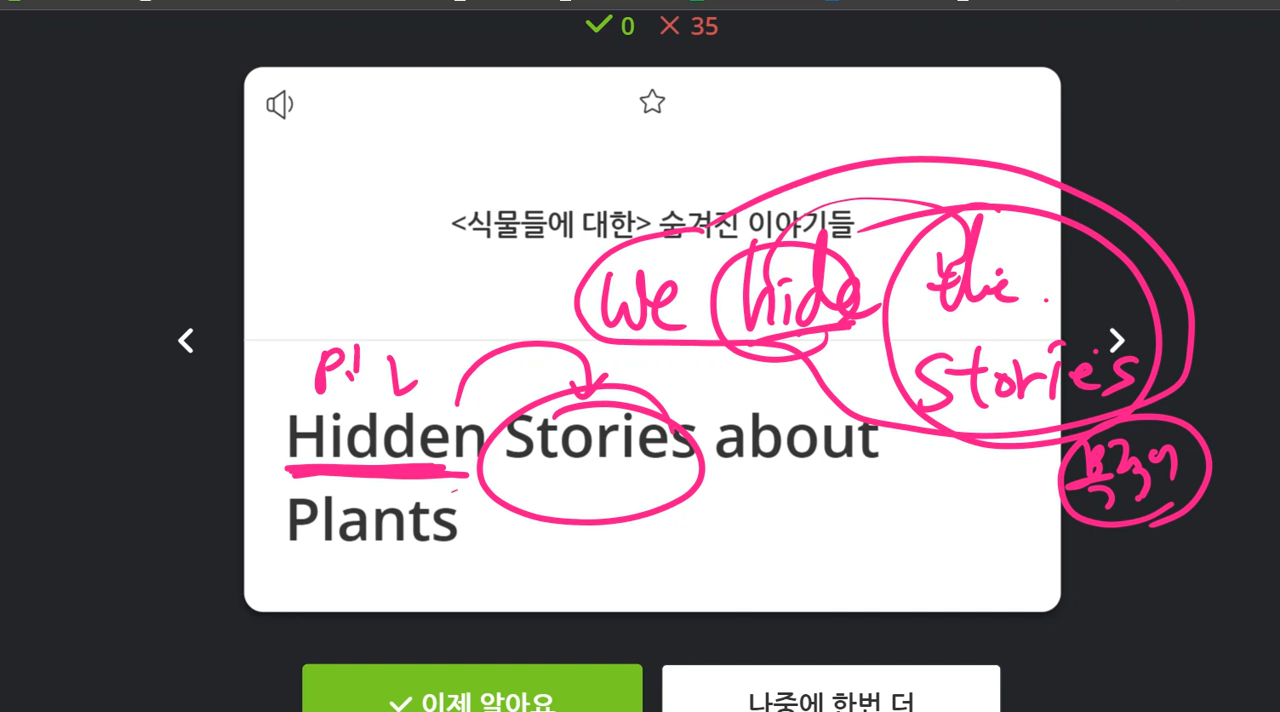 0 35
<식물들에 대한> 숨겨진 이야기들
We hide the
Stories
p.p
Hidden Stories about
Plants
목적어
이제 알아요
나중에 한번 더